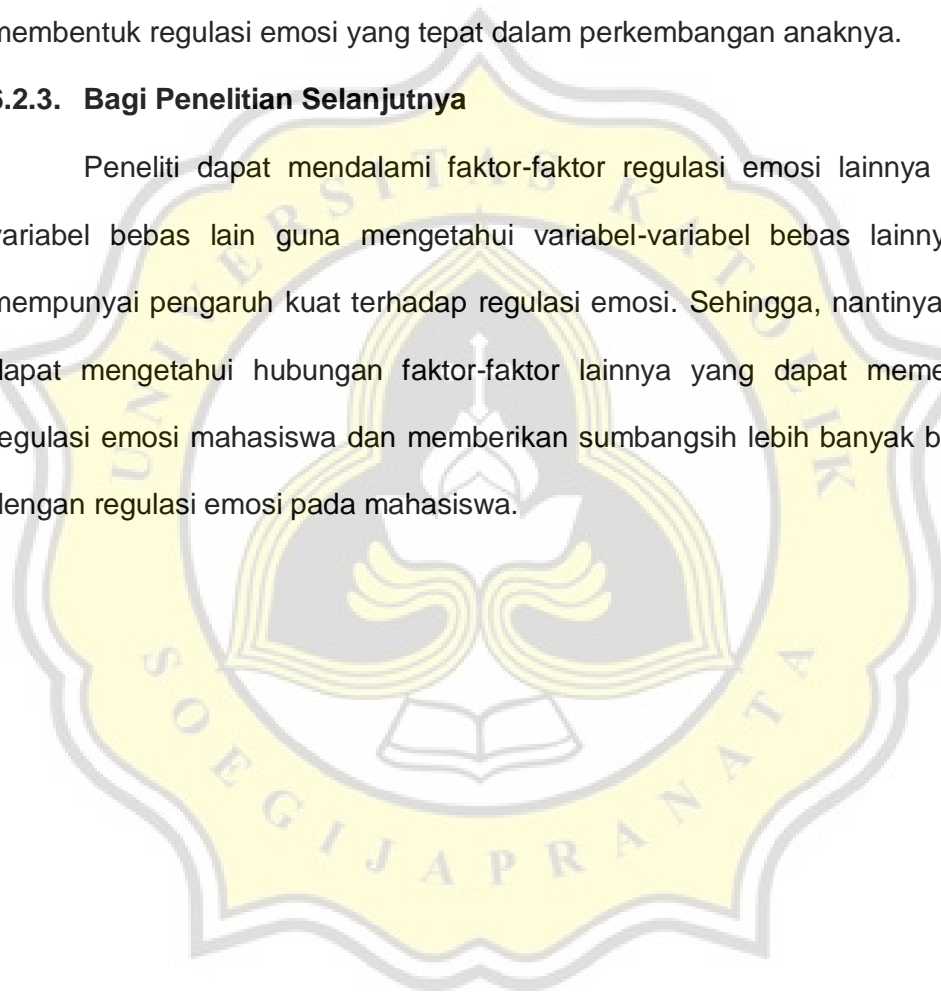 membentuk regulasi emosi yang tepat dalam perkembangan anaknya.
6.2.3. Bagi Penelitian Selanjutnya
Peneliti dapat mendalami faktor-faktor regulasi emosi lainnya
variabel bebas lain guna mengetahui variabel-variabel bebas
mempunyai pengaruh kuat terhadap regulasi emosi. Sehingga, nantinya
dapat mengetahui hubungan faktor-faktor lainnya yang dapat
regulasi emosi mahasiswa dan memberikan sumbangsih lebih banyak
dengan regulasi emosi pada mahasiswa.
UNIVERSITAS KATOLIK
SOEGIJAPRANATA